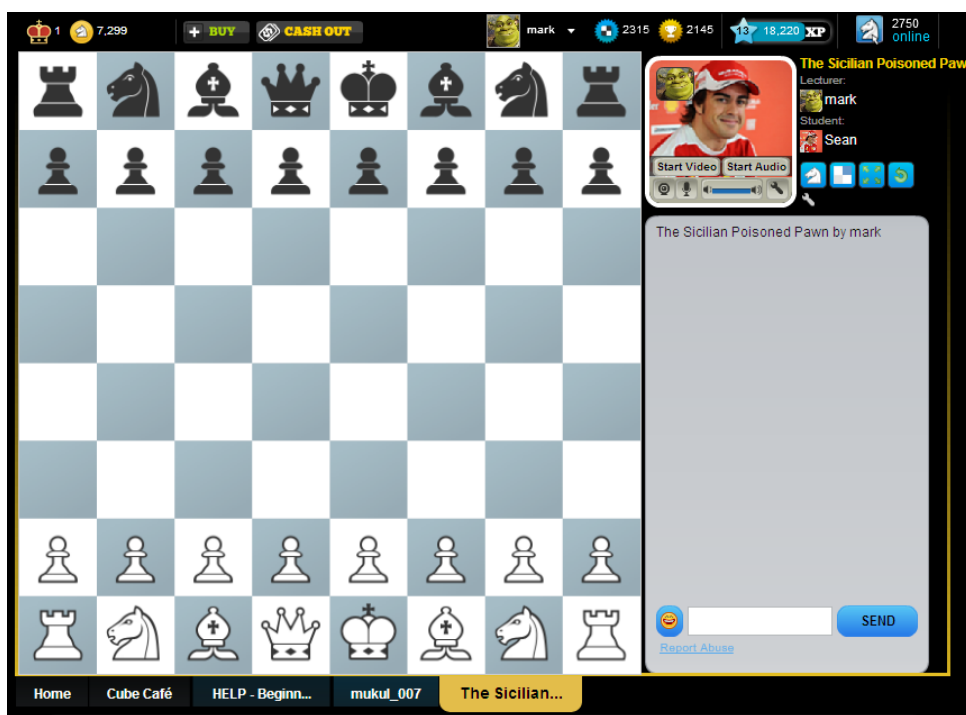 1 7,299 + BUY CASH OUT mark 2315 2145 13 18,220 XP 2750
online
The Sicilian Poisoned Paw
Lecturer:
mark
Student:
Sean
Start Video Start Audio
The Sicilian Poisoned Pawn by mark
SEND
Report Abuse
Home Cube Café HELP - Beginn... mukul_007 The Sicilian...